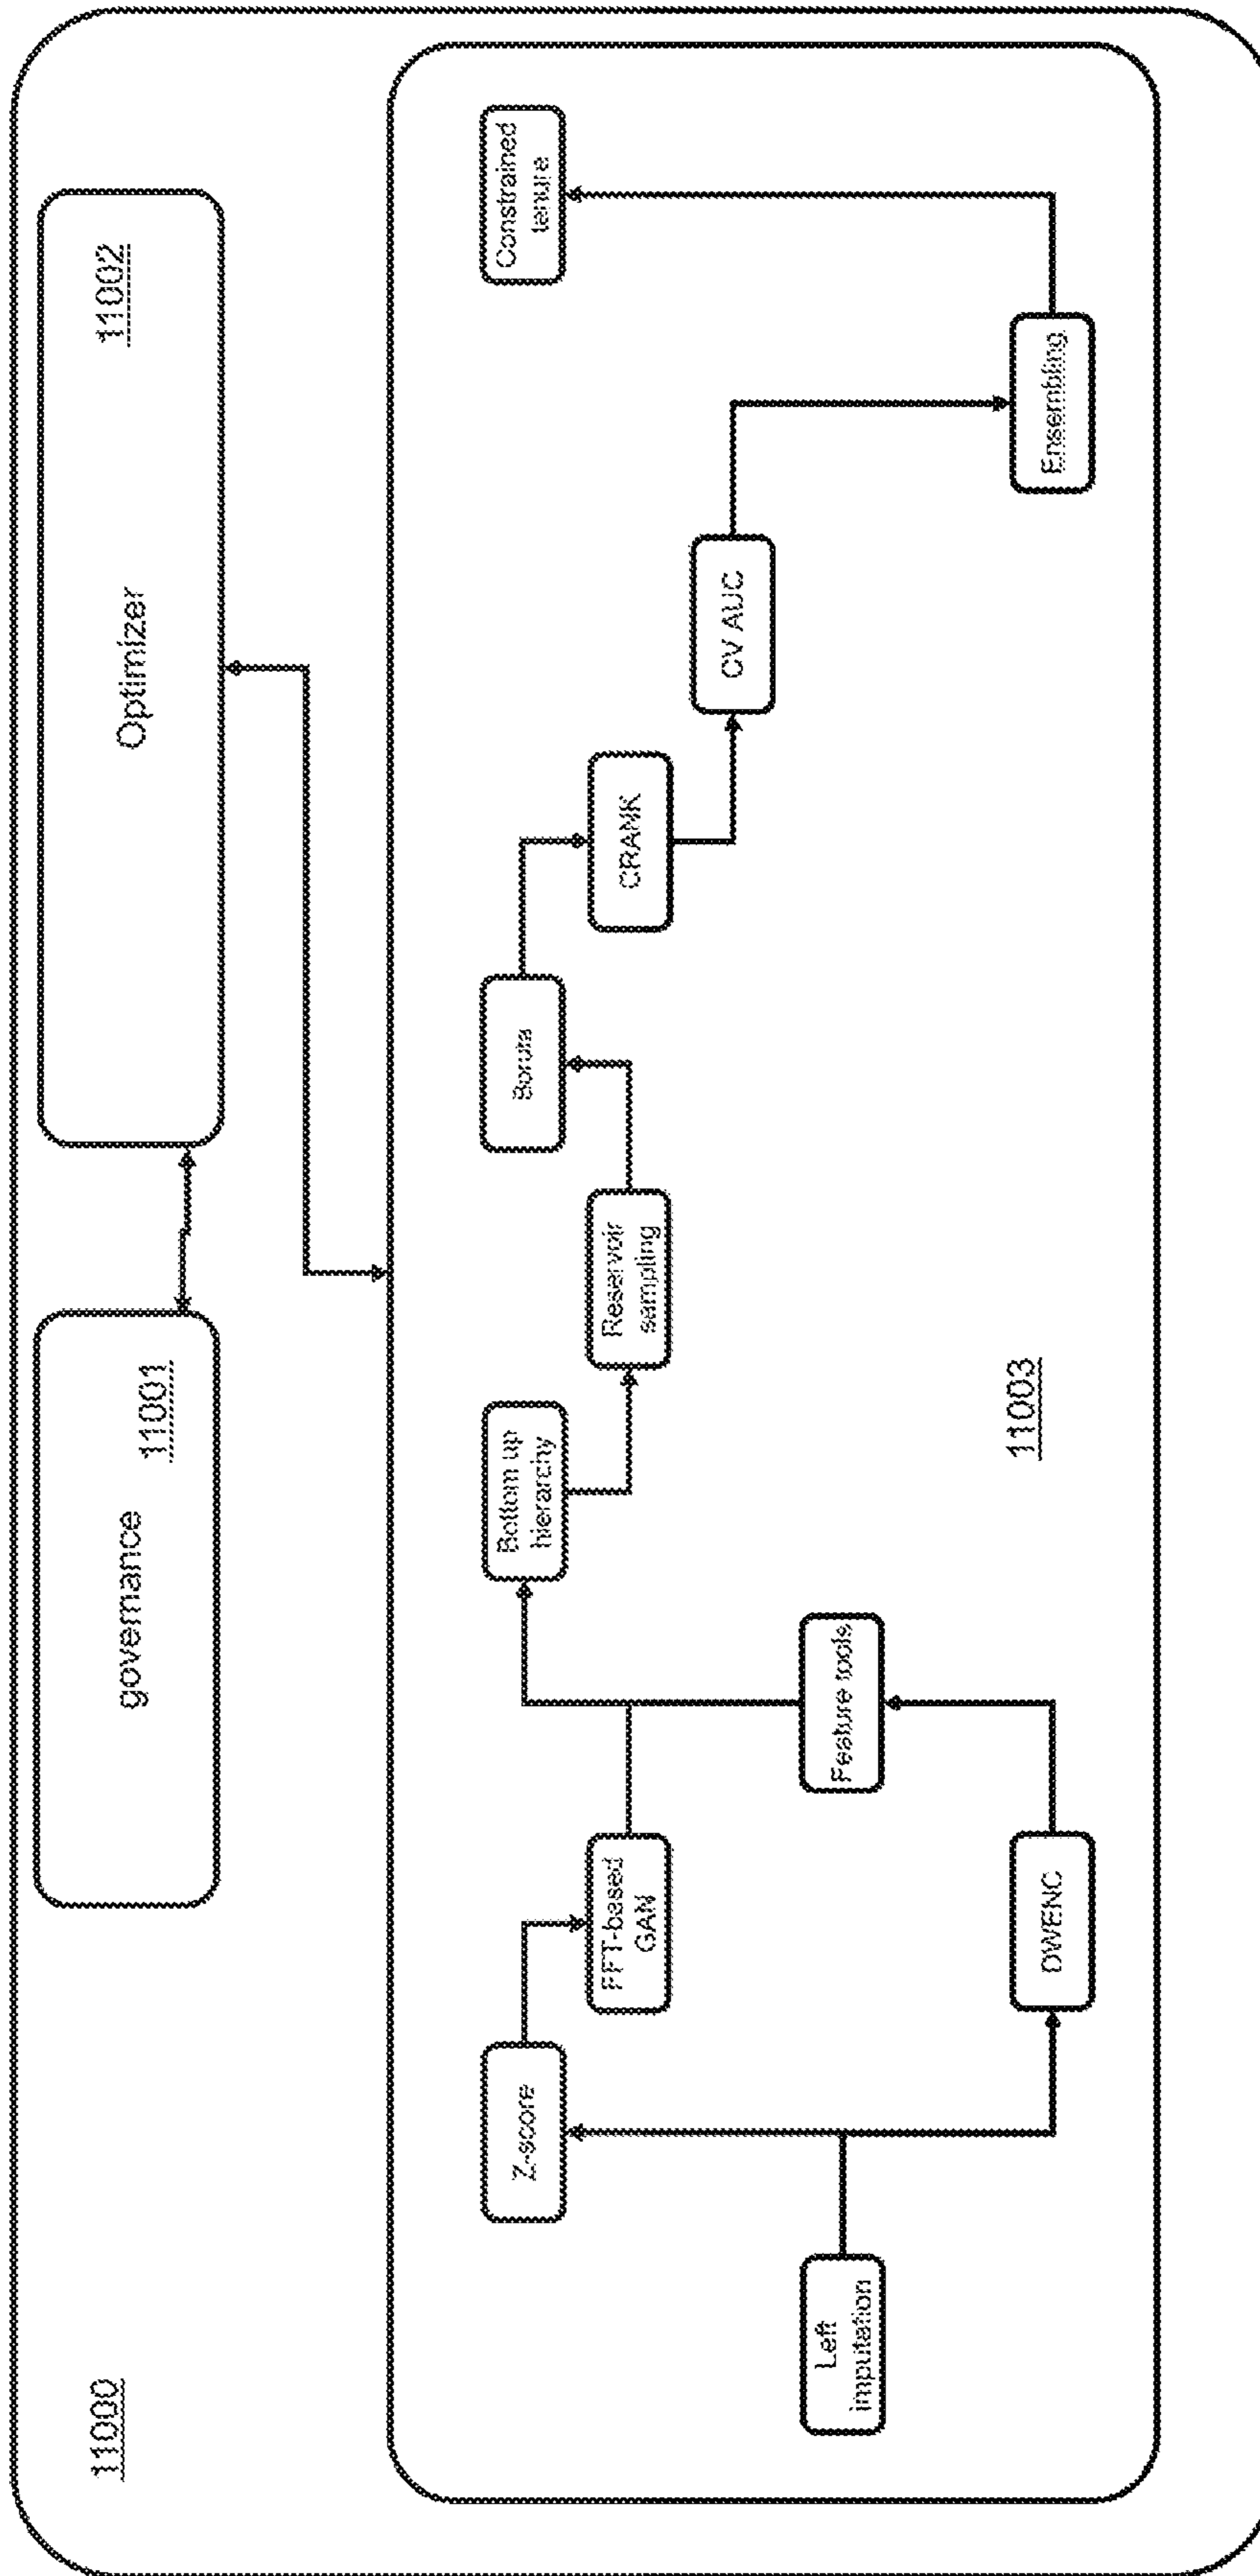 11000
governance
11001
Optimizer
11002
Left
imputation
Z-score
FFT-based
GAN
DWENC
Feature tools
Bottom up
hierarchy
Reservoir
sampling
Boruta
CRANK
CV AUC
Ensembling
Constrained
tenure
11003